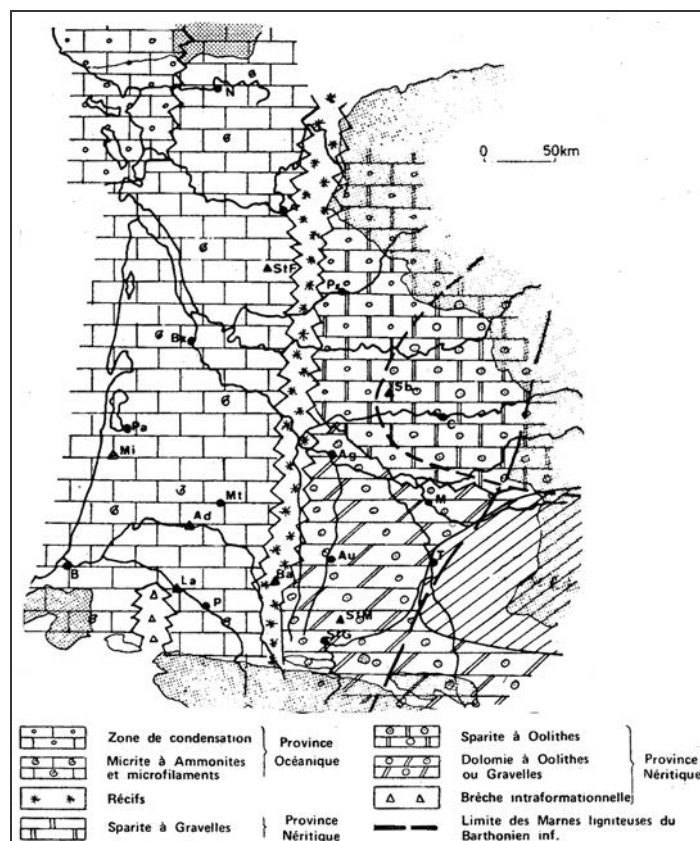 N
0 50km
StF
Pr
Bx
Sb
C
Pa
Mi
Ag
M
Mt
Ad
B
La
P
Ba
Au
T
StM
StG
Zone de condensation
Micrite à Ammonites
et microfilaments
Province
Océanique
Récifs
Sparite à Gravelles
Province
Néritique
Sparite à Oolithes
Dolomie à Oolithes
ou Gravelles
Province
Néritique
Brèche intraformationnelle
Limite des Marnes ligniteuses du
Barthonien inf.